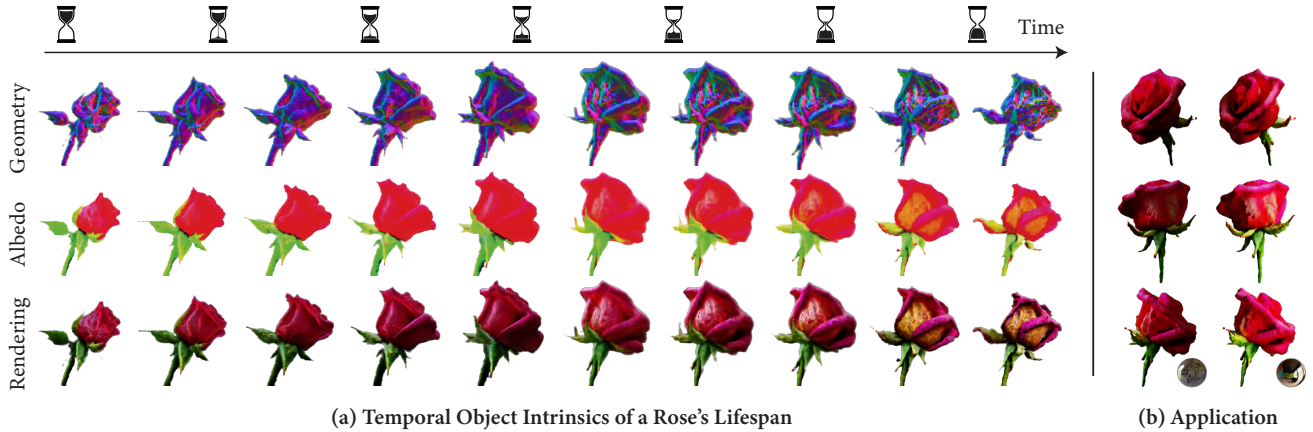 Time
Geometry
Albedo
Rendering
(a) Temporal Object Intrinsics of a Rose's Lifespan
(b) Application